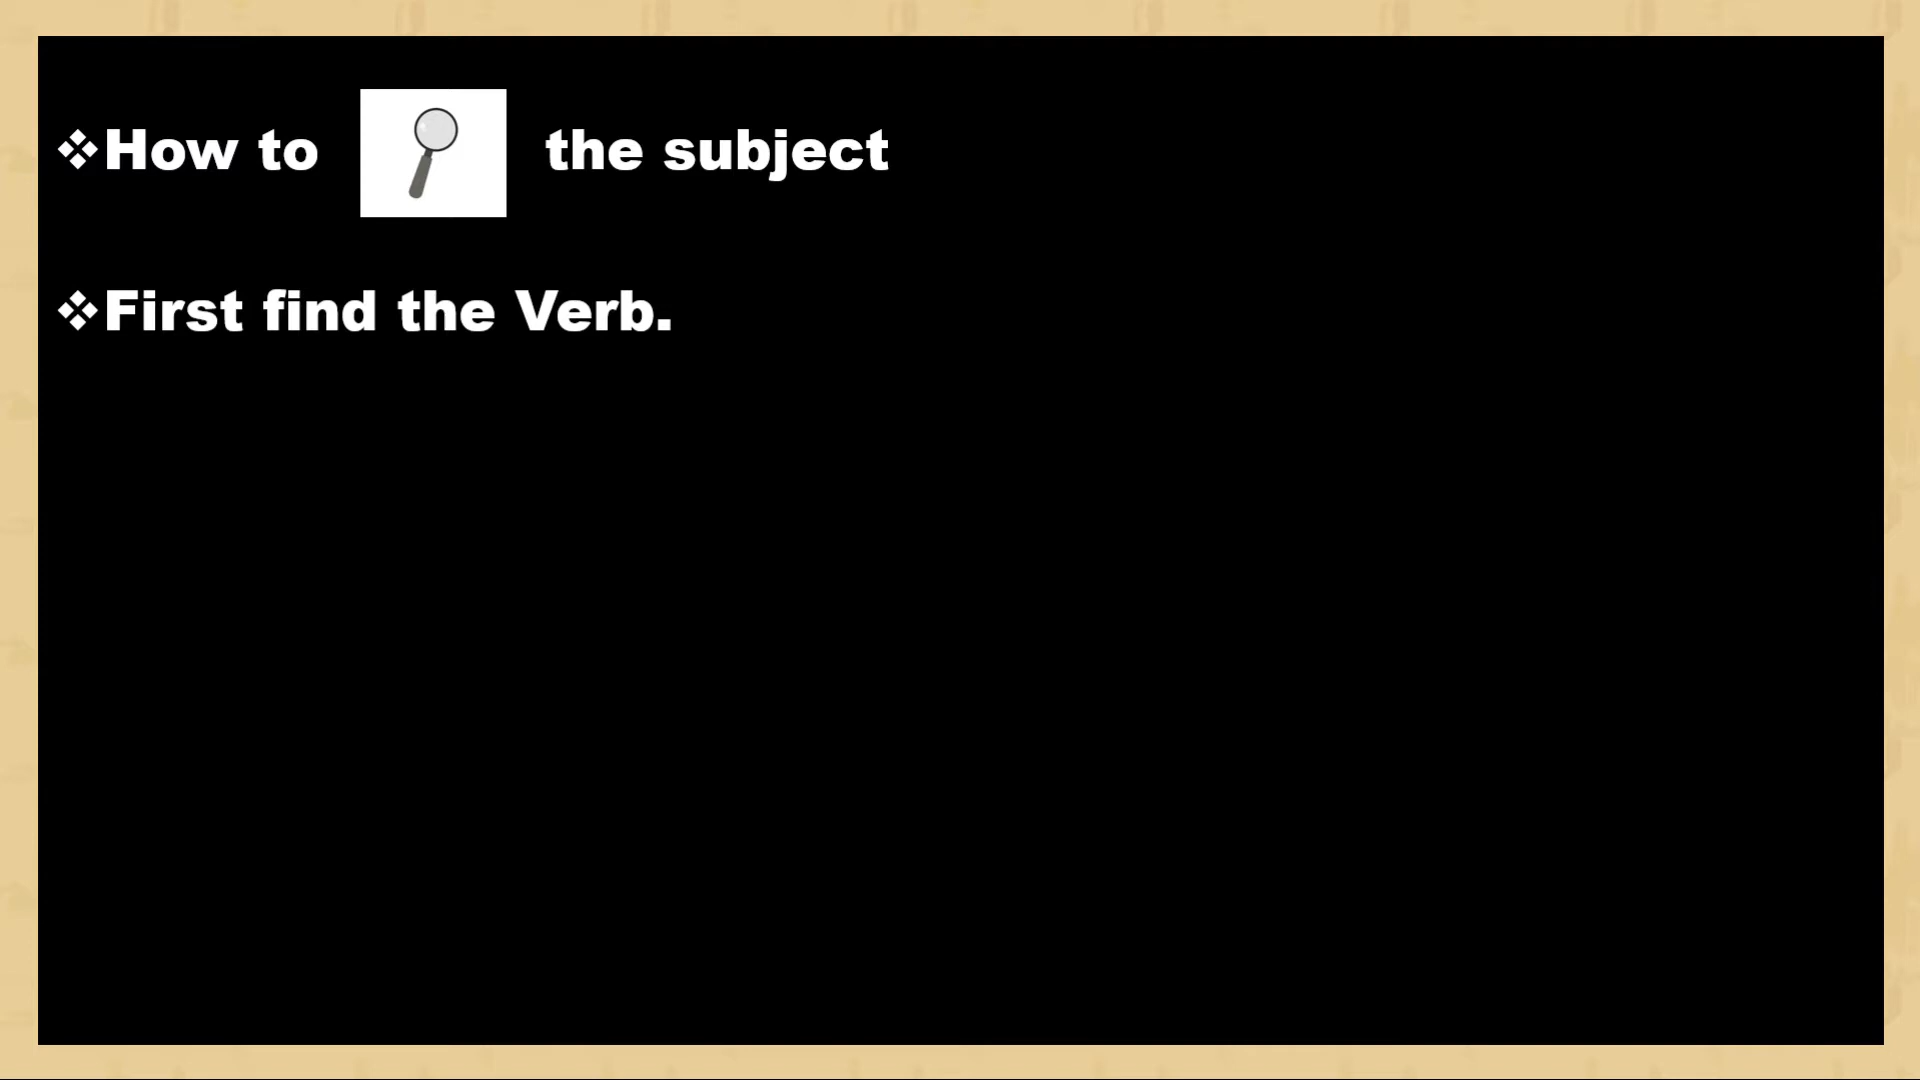 ❖How to the subject
❖First find the Verb.